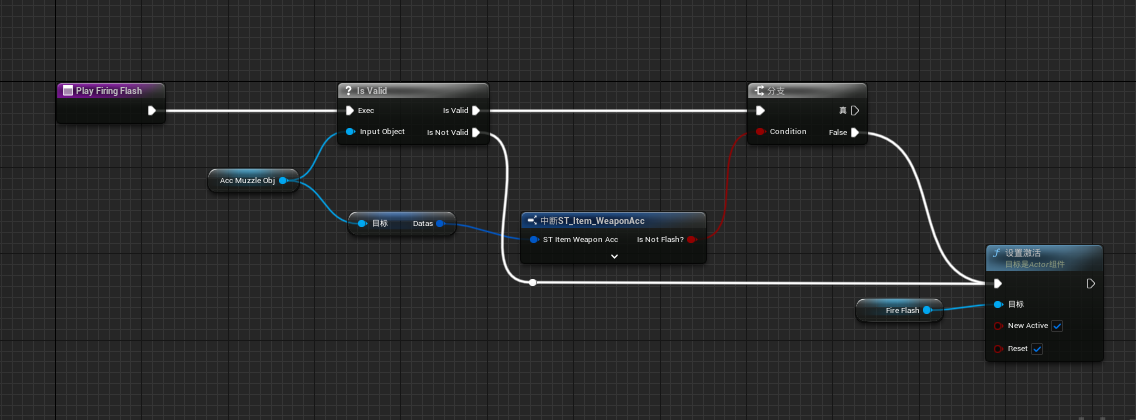 Play Firing Flash
? Is Valid
Exec
Is Valid
Input Object
Is Not Valid
分支
真
Condition
False
Acc Muzzle Obj
目标
Datas
中断ST_Item_WeaponAcc
ST Item Weapon Acc
Is Not Flash?
f 设置激活
目标是Actor组件
目标
New Active
Reset
Fire Flash